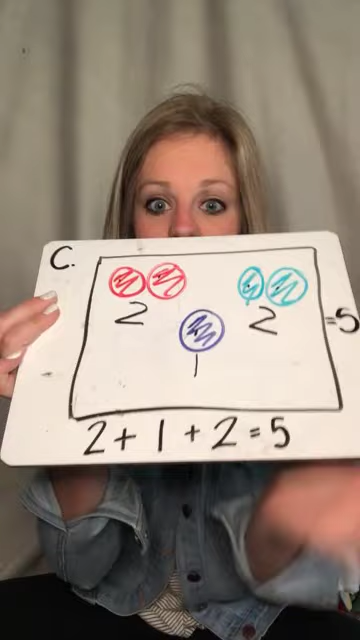 C.
2 2 =5
1
2 + 1 + 2 = 5